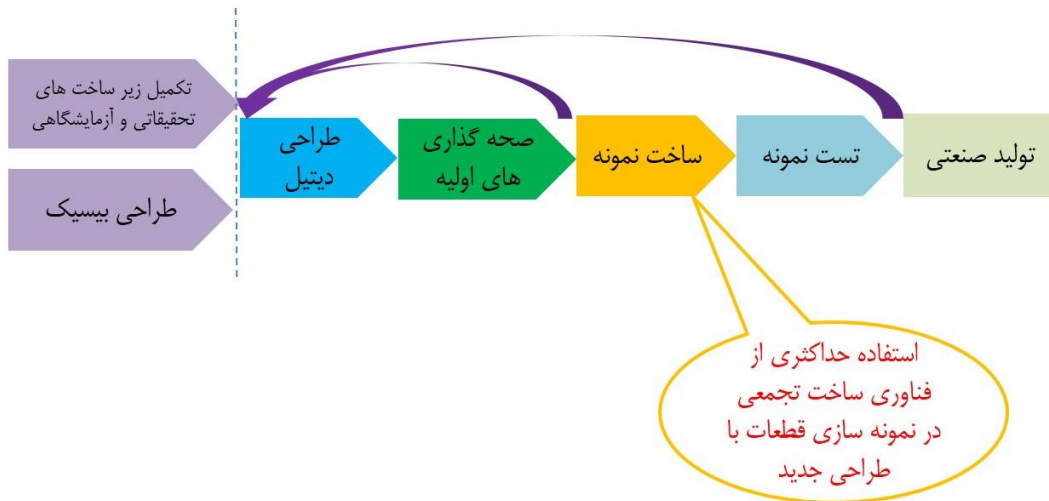 تکمیل زیر ساخت های
تحقیقاتی و آزمایشگاهی
طراحی بیسیک
طراحی
دیتیل
صحه گذاری
های اولیه
ساخت نمونه
تست نمونه
تولید صنعتی
استفاده حداکثری از
فناوری ساخت تجمعی
در نمونه سازی قطعات با
طراحی جدید